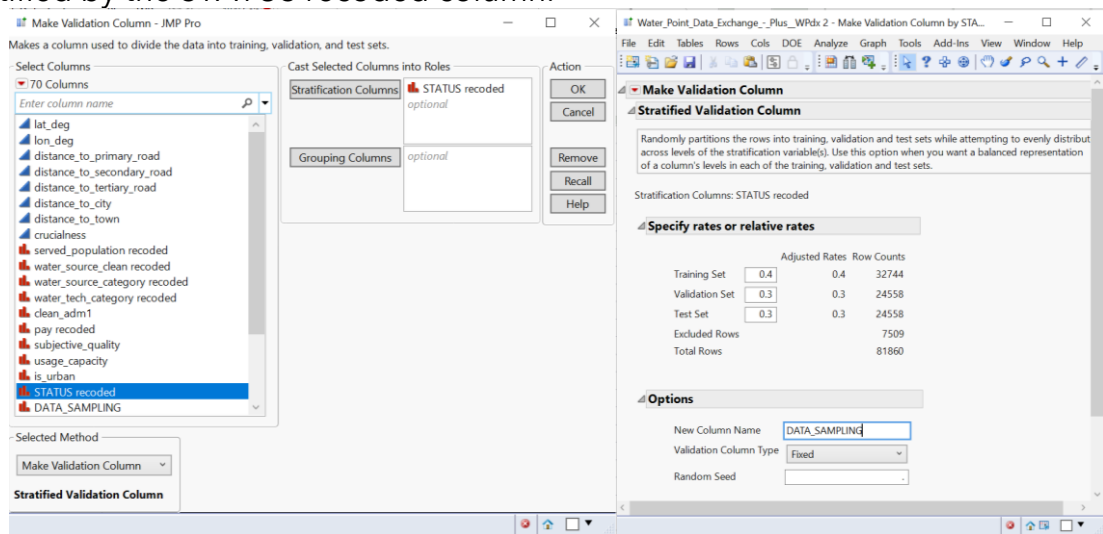 by the
recoded column.
Make Validation Column - JMP Pro
Makes a column used to divide the data into training, validation, and test sets.
Select Columns
70 Columns
Enter column name
lat_deg
lon_deg
distance_to_primary_road
distance_to_secondary_road
distance_to_tertiary_road
distance_to_city
distance_to_town
crucialness
served_population recoded
water_source_clean recoded
water_source_category recoded
water_tech_category recoded
clean_adm1
pay recoded
subjective_quality
usage_capacity
is_urban
STATUS recoded
DATA_SAMPLING
Cast Selected Columns into Roles
Stratification Columns
STATUS recoded
optional
Grouping Columns
optional
Action
OK
Cancel
Remove
Recall
Help
Selected Method
Make Validation Column
Stratified Validation Column
Water_Point_Data_Exchange_-_Plus__WPdx 2 - Make Validation Column by STA...
File Edit Tables Rows Cols DOE Analyze Graph Tools Add-Ins View Window Help
Make Validation Column
Stratified Validation Column
Randomly partitions the rows into training, validation and test sets while attempting to evenly distribut
across levels of the stratification variable(s). Use this option when you want a balanced representation
of a column's levels in each of the training, validation and test sets.
Stratification Columns: STATUS recoded
Specify rates or relative rates
Adjusted Rates Row Counts
Training Set 0.4 0.4 32744
Validation Set 0.3 0.3 24558
Test Set 0.3 0.3 24558
Excluded Rows 7509
Total Rows 81860
Options
New Column Name DATA_SAMPLING
Validation Column Type Fixed
Random Seed .